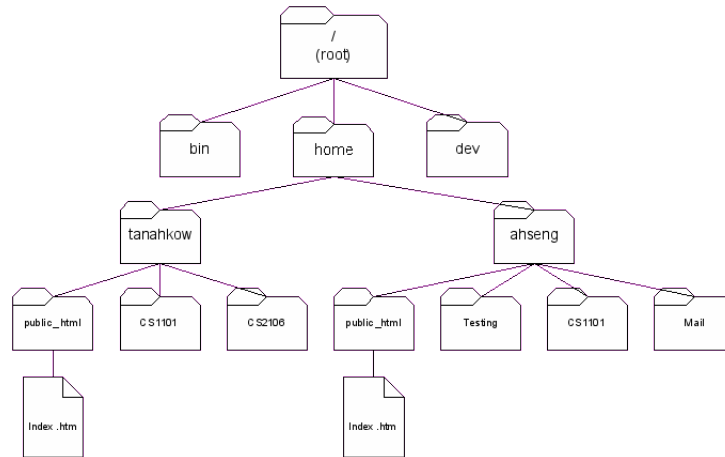 /
(root)
bin
home
dev
tanahkow
ahseng
public_html
CS1101
CS2106
public_html
Testing
CS1101
Mail
Index .htm
Index .htm